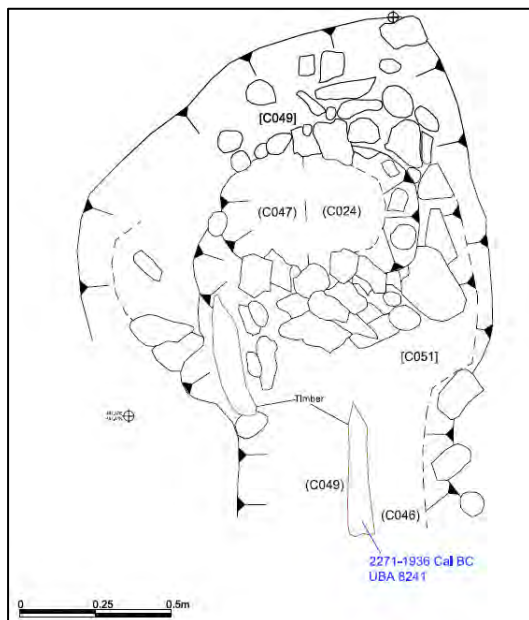 [C049]
(C047) (C024)
[C051]
Timber
(C049)
(C046)
2271-1936 Cal BC
UBA 8241
0 0.25 0.5m